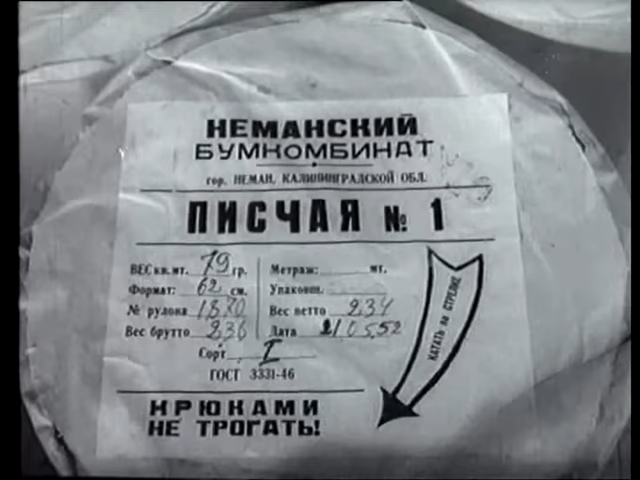 НЕМАНСКИЙ
БУМКОМБИНАТ
гор. НЕМАН, КАЛИНИНГРАДСКОЙ ОБЛ.
ПИСЧАЯ № 1
ВЕС кв.мт. 79 гр.
Формат: 62 см.
№ рулона 1870
Вес брутто 236
Метраж: мт.
Упаковщ.
Вес нетто 234
Дата 21.05.52
Сорт I
ГОСТ 3331-46
КРЮКАМИ
НЕ ТРОГАТЬ!
КАТАТЬ по СТРЕЛКЕ